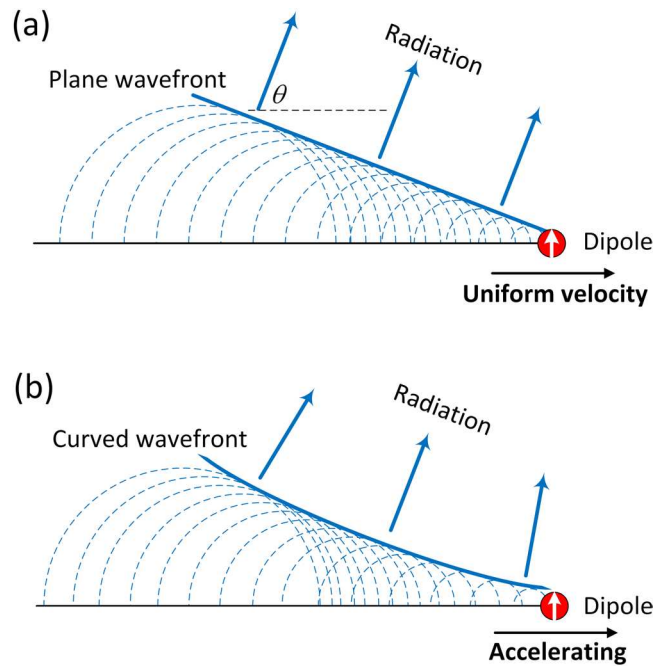 (a)
Radiation
Plane wavefront
θ
Dipole
Uniform velocity
(b)
Radiation
Curved wavefront
Dipole
Accelerating